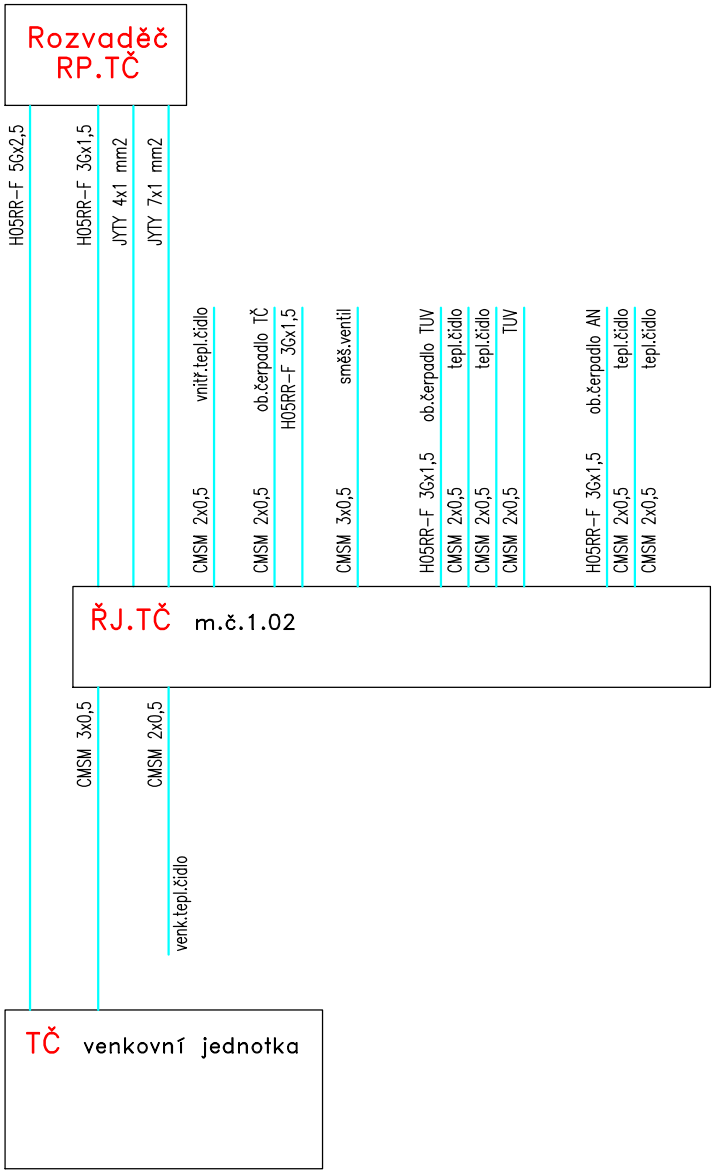 Rozvaděč
RP.TČ
H05RR-F 5Gx2,5
H05RR-F 3Gx1,5
JYTY 4x1 mm2
JYTY 7x1 mm2
vnitř.tepl.čidlo
ob.čerpadlo TČ
H05RR-F 3Gx1,5
směš.ventil
ob.čerpadlo TUV
tepl.čidlo
tepl.čidlo
TUV
ob.čerpadlo AN
tepl.čidlo
tepl.čidlo
CMSM 2x0,5
CMSM 2x0,5
CMSM 3x0,5
H05RR-F 3Gx1,5
CMSM 2x0,5
CMSM 2x0,5
CMSM 2x0,5
H05RR-F 3Gx1,5
CMSM 2x0,5
CMSM 2x0,5
ŘJ.TČ m.č.1.02
CMSM 3x0,5
CMSM 2x0,5
venk.tepl.čidlo
TČ venkovní jednotka